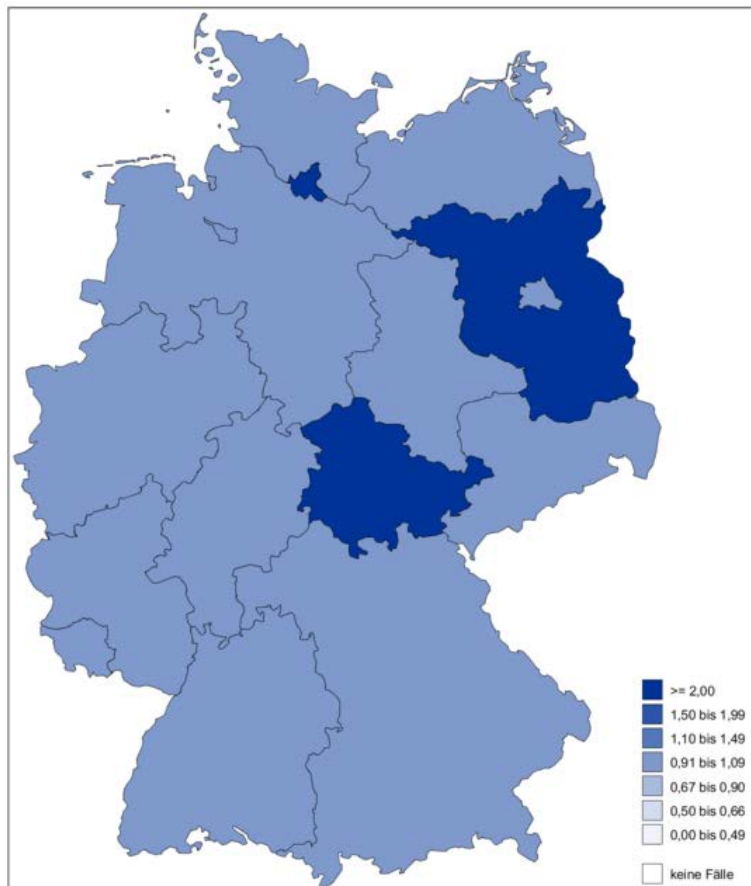 >= 2,00
1,50 bis 1,99
1,10 bis 1,49
0,91 bis 1,09
0,67 bis 0,90
0,50 bis 0,66
0,00 bis 0,49
keine Fälle